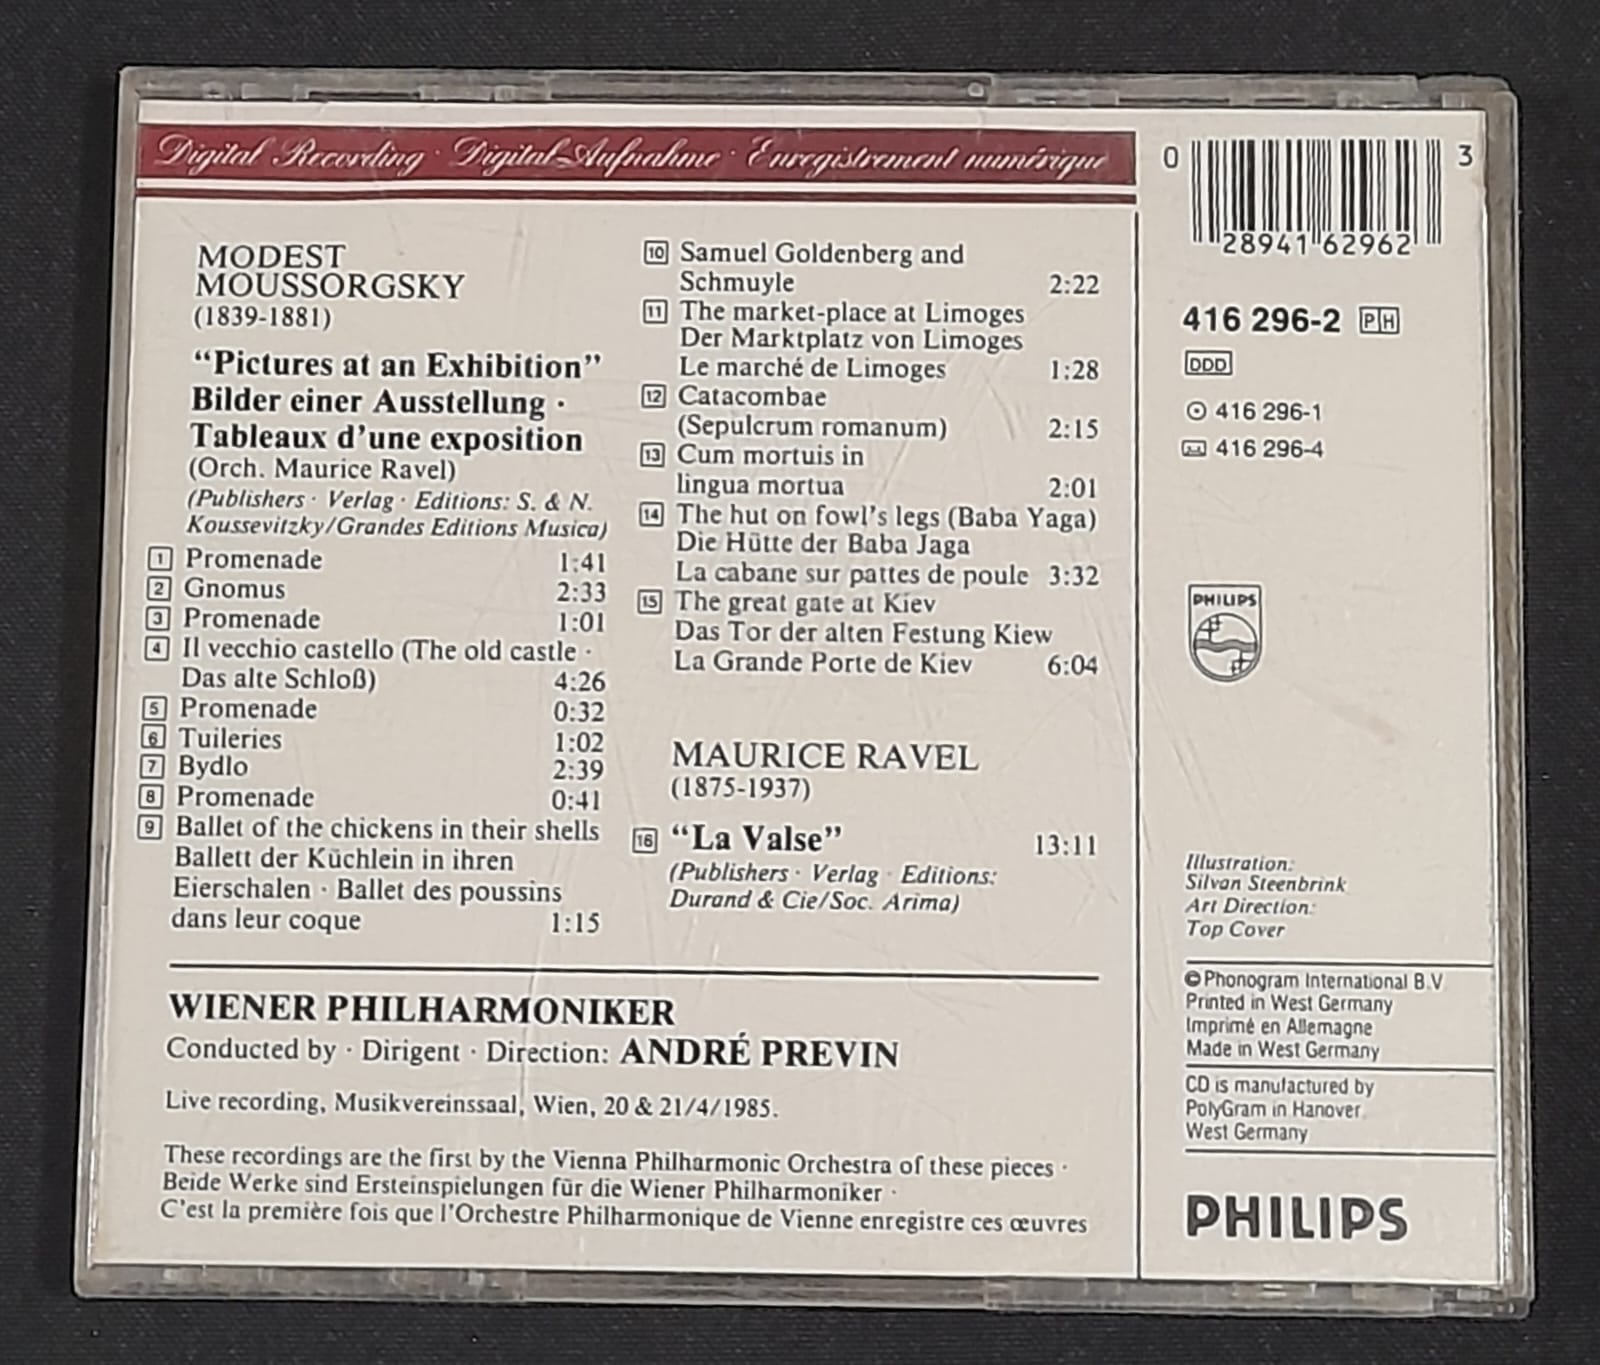 Digital Recording · Digital-Aufnahme · Enregistrement numérique
MODEST
MOUSSORGSKY
(1839-1881)
“Pictures at an Exhibition”
Bilder einer Ausstellung ·
Tableaux d’une exposition
(Orch. Maurice Ravel)
(Publishers · Verlag · Editions: S. & N.
Koussevitzky/Grandes Editions Musica)
1 Promenade 1:41
2 Gnomus 2:33
3 Promenade 1:01
4 Il vecchio castello (The old castle ·
Das alte Schloß) 4:26
5 Promenade 0:32
6 Tuileries 1:02
7 Bydlo 2:39
8 Promenade 0:41
9 Ballet of the chickens in their shells
Ballett der Küchlein in ihren
Eierschalen · Ballet des poussins
dans leur coque 1:15
10 Samuel Goldenberg and
Schmuyle 2:22
11 The market-place at Limoges
Der Marktplatz von Limoges
Le marché de Limoges 1:28
12 Catacombae
(Sepulcrum romanum) 2:15
13 Cum mortuis in
lingua mortua 2:01
14 The hut on fowl’s legs (Baba Yaga)
Die Hütte der Baba Jaga
La cabane sur pattes de poule 3:32
15 The great gate at Kiev
Das Tor der alten Festung Kiew
La Grande Porte de Kiev 6:04
MAURICE RAVEL
(1875-1937)
16 “La Valse” 13:11
(Publishers · Verlag · Editions:
Durand & Cie/Soc. Arima)
WIENER PHILHARMONIKER
Conducted by · Dirigent · Direction: ANDRÉ PREVIN
Live recording, Musikvereinssaal, Wien, 20 & 21/4/1985.
These recordings are the first by the Vienna Philharmonic Orchestra of these pieces ·
Beide Werke sind Ersteinspielungen für die Wiener Philharmoniker ·
C’est la première fois que l’Orchestre Philharmonique de Vienne enregistre ces œuvres
0 28941 62962 3
416 296-2 PH
DDD
416 296-1
416 296-4
PHILIPS
Illustration:
Silvan Steenbrink
Art Direction:
Top Cover
© Phonogram International B.V.
Printed in West Germany
Imprimé en Allemagne
Made in West Germany
CD is manufactured by
PolyGram in Hanover,
West Germany
PHILIPS